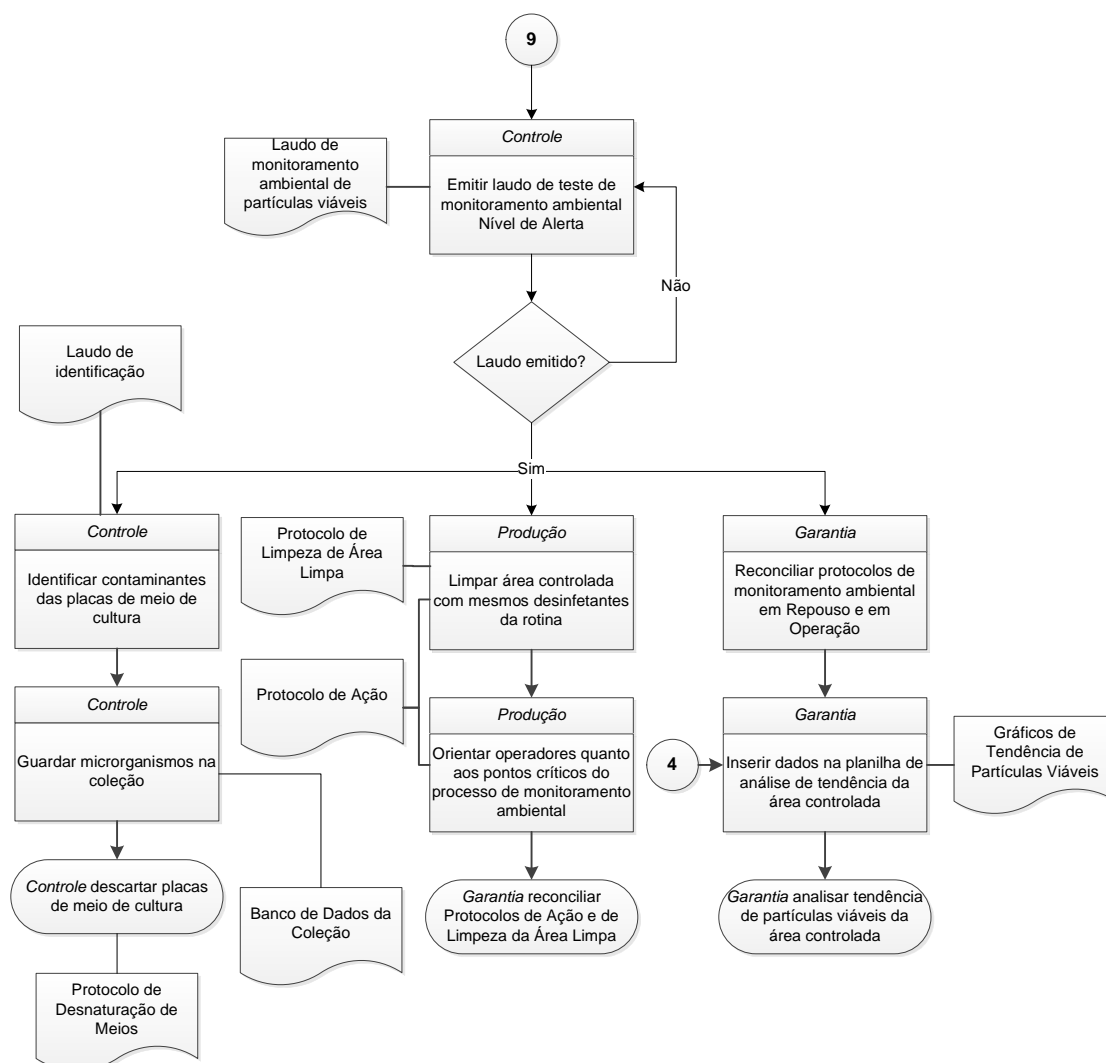 9
Controle
Emitir laudo de teste de
monitoramento ambiental
Nível de Alerta
Laudo de
monitoramento
ambiental de
partículas viáveis
Não
Laudo emitido?
Laudo de
identificação
Sim
Controle
Identificar contaminantes
das placas de meio de
cultura
Protocolo de
Limpeza de Área
Limpa
Produção
Limpar área controlada
com mesmos desinfetantes
da rotina
Garantia
Reconciliar protocolos de
monitoramento ambiental
em Repouso e em
Operação
Controle
Guardar microrganismos na
coleção
Protocolo de Ação
Produção
Orientar operadores quanto
aos pontos críticos do
processo de monitoramento
ambiental
4
Garantia
Inserir dados na planilha de
análise de tendência da
área controlada
Gráficos de
Tendência de
Partículas Viáveis
Controle descartar placas
de meio de cultura
Banco de Dados da
Coleção
Garantia reconciliar
Protocolos de Ação e de
Limpeza da Área Limpa
Garantia analisar tendência
de partículas viáveis da
área controlada
Protocolo de
Desnaturação de
Meios